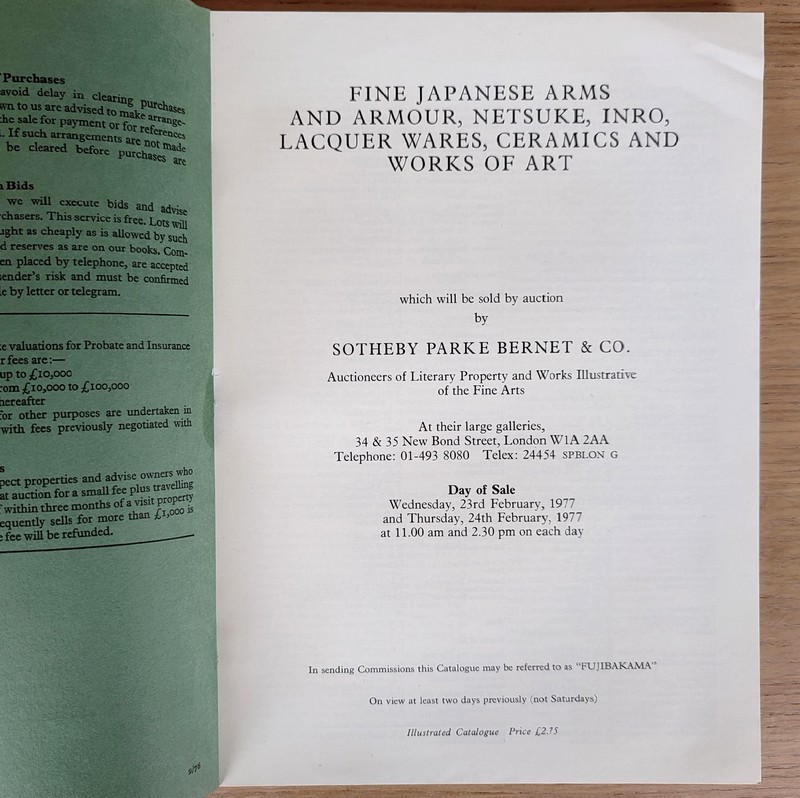 Purchases
avoid delay in clearing purchases
wn to us are advised to make arrange-
the sale for payment or for references
. If such arrangements are not made
be cleared before purchases are
Bids
we will execute bids and advise
chasers. This service is free. Lots will
ught as cheaply as is allowed by such
d reserves as are on our books. Com-
en placed by telephone, are accepted
ender's risk and must be confirmed
e by letter or telegram.
e valuations for Probate and Insurance
r fees are:—
up to £10,000
rom £10,000 to £100,000
hereafter
for other purposes are undertaken in
with fees previously negotiated with
s
pect properties and advise owners who
at auction for a small fee plus travelling
f within three months of a visit property
equently sells for more than £1,000 is
e fee will be refunded.
9/76
FINE JAPANESE ARMS
AND ARMOUR, NETSUKE, INRO,
LACQUER WARES, CERAMICS AND
WORKS OF ART
which will be sold by auction
by
SOTHEBY PARKE BERNET & CO.
Auctioneers of Literary Property and Works Illustrative
of the Fine Arts
At their large galleries,
34 & 35 New Bond Street, London W1A 2AA
Telephone: 01-493 8080 Telex: 24454 SPBLON G
Day of Sale
Wednesday, 23rd February, 1977
and Thursday, 24th February, 1977
at 11.00 am and 2.30 pm on each day
In sending Commissions this Catalogue may be referred to as "FUJIBAKAMA"
On view at least two days previously (not Saturdays)
Illustrated Catalogue Price £2.75